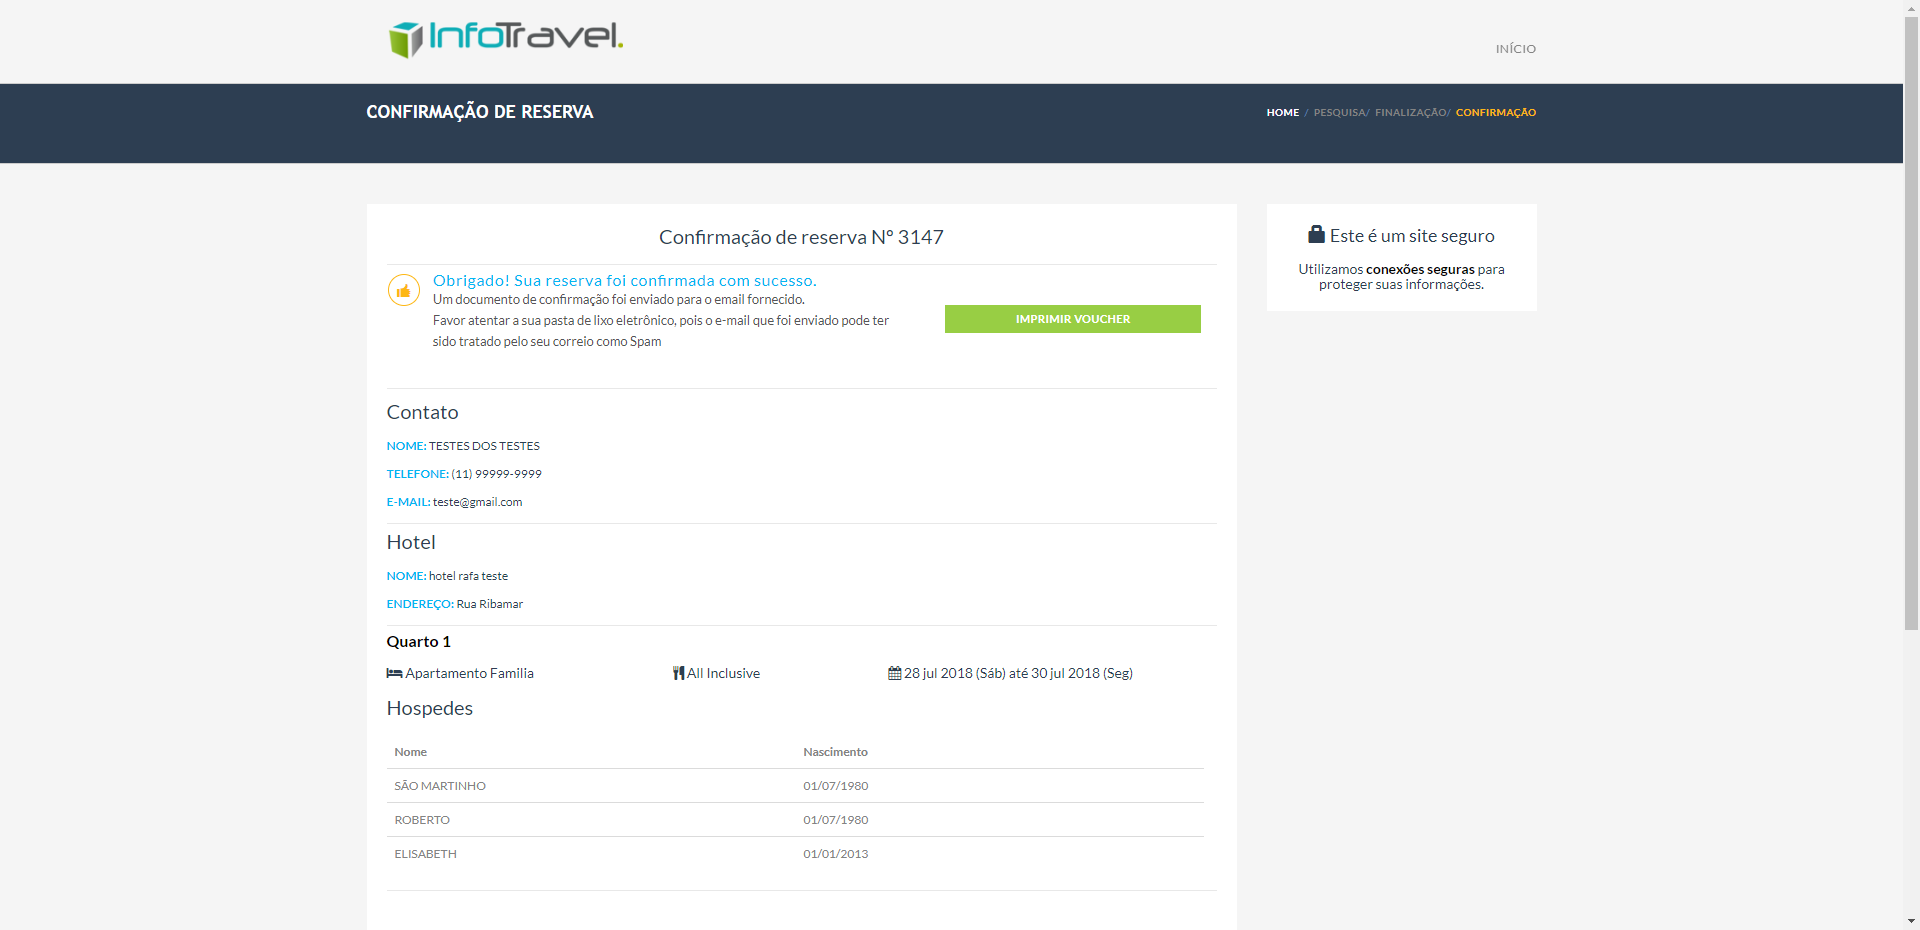 InfoTravel.
INÍCIO
CONFIRMAÇÃO DE RESERVA
HOME / PESQUISA/ FINALIZAÇÃO/ CONFIRMAÇÃO
Confirmação de reserva Nº 3147
Obrigado! Sua reserva foi confirmada com sucesso.
Um documento de confirmação foi enviado para o email fornecido.
Favor atentar a sua pasta de lixo eletrônico, pois o e-mail que foi enviado pode ter
sido tratado pelo seu correio como Spam
IMPRIMIR VOUCHER
Este é um site seguro
Utilizamos conexões seguras para
proteger suas informações.
Contato
NOME: TESTES DOS TESTES
TELEFONE: (11) 99999-9999
E-MAIL: teste@gmail.com
Hotel
NOME: hotel rafa teste
ENDEREÇO: Rua Ribamar
Quarto 1
Apartamento Familia All Inclusive 28 jul 2018 (Sáb) até 30 jul 2018 (Seg)
Hospedes
Nome Nascimento
SÃO MARTINHO 01/07/1980
ROBERTO 01/07/1980
ELISABETH 01/01/2013